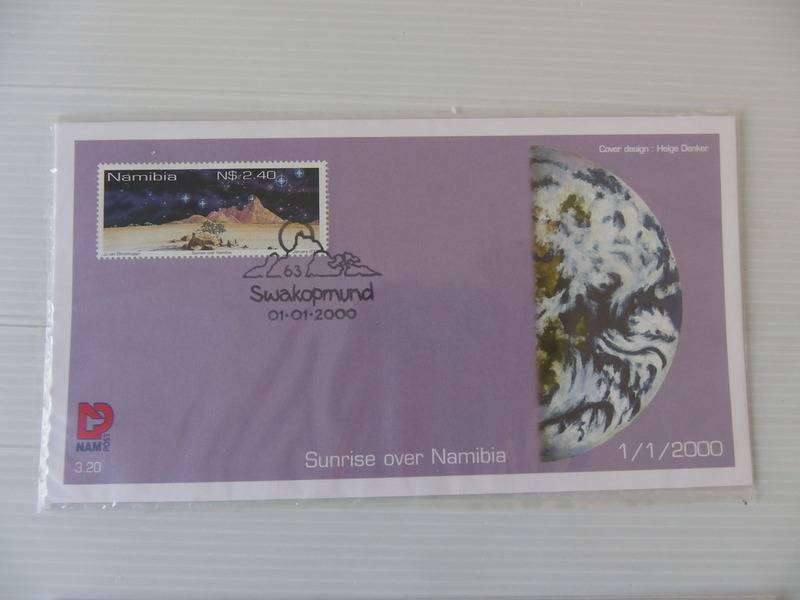 Cover design : Helge Denker
Namibia N$ 2,40
63
Swakopmund
01-01-2000
NAM POST
3.20
Sunrise over Namibia
1/1/2000